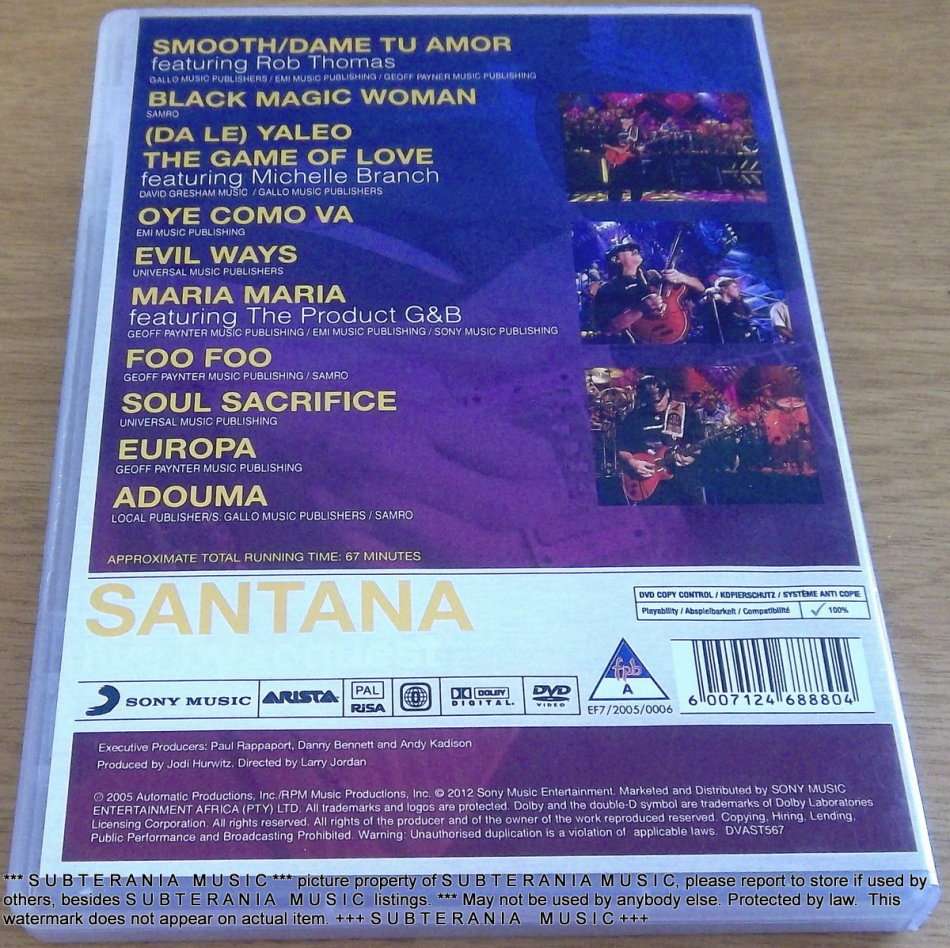 SMOOTH/DAME TU AMOR
featuring Rob Thomas
GALLO MUSIC PUBLISHERS / EMI MUSIC PUBLISHING / GEOFF PAYNER MUSIC PUBLISHING
BLACK MAGIC WOMAN
SAMRO
(DA LE) YALEO
THE GAME OF LOVE
featuring Michelle Branch
DAVID GRESHAM MUSIC / GALLO MUSIC PUBLISHERS
OYE COMO VA
EMI MUSIC PUBLISHING
EVIL WAYS
UNIVERSAL MUSIC PUBLISHERS
MARIA MARIA
featuring The Product G&B
GEOFF PAYNTER MUSIC PUBLISHING / EMI MUSIC PUBLISHING / SONY MUSIC PUBLISHING
FOO FOO
GEOFF PAYNTER MUSIC PUBLISHING / SAMRO
SOUL SACRIFICE
UNIVERSAL MUSIC PUBLISHING
EUROPA
GEOFF PAYNTER MUSIC PUBLISHING
ADOUMA
LOCAL PUBLISHER/S: GALLO MUSIC PUBLISHERS / SAMRO
APPROXIMATE TOTAL RUNNING TIME: 67 MINUTES
SANTANA
DVD COPY CONTROL / KOPIERSCHUTZ / SYSTÈME ANTI COPIE
Playability / Abspielbarkeit / Compatibilité 100%
SONY MUSIC
ARISTA
PAL
RiSA
DOLBY
DIGITAL
DVD
VIDEO
fpb
A
EF7/2005/0006
6 007124 688804
Executive Producers: Paul Rappaport, Danny Bennett and Andy Kadison
Produced by Jodi Hurwitz. Directed by Larry Jordan
℗ 2005 Automatic Productions, Inc./RPM Music Productions, Inc. © 2012 Sony Music Entertainment. Marketed and Distributed by SONY MUSIC
ENTERTAINMENT AFRICA (PTY) LTD. All trademarks and logos are protected. Dolby and the double-D symbol are trademarks of Dolby Laboratories
Licensing Corporation. All rights reserved. All rights of the producer and of the owner of the work reproduced reserved. Copying, Hiring, Lending,
Public Performance and Broadcasting Prohibited. Warning: Unauthorised duplication is a violation of applicable laws. DVAST567
*** S U B T E R A N I A M U S I C *** picture property of S U B T E R A N I A M U S I C, please report to store if used by
others, besides S U B T E R A N I A M U S I C listings. *** May not be used by anybody else. Protected by law. This
watermark does not appear on actual item. +++ S U B T E R A N I A M U S I C +++